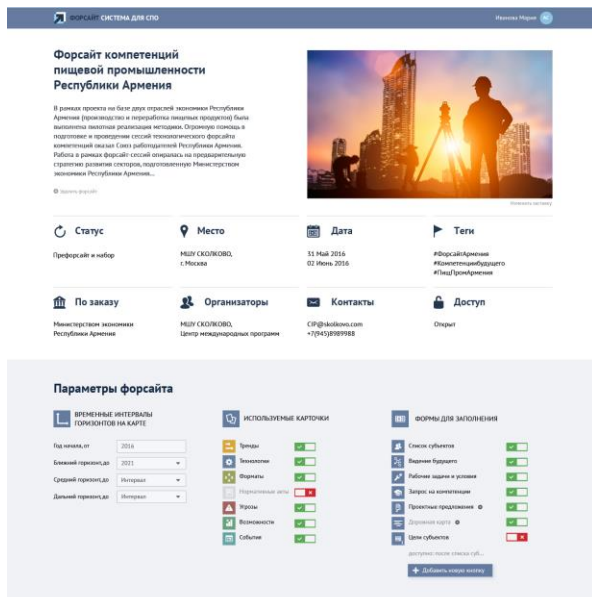 ФОРСАЙТ СИСТЕМА ДЛЯ СПО
Иванова Мария
Форсайт компетенций
пищевой промышленности
Республики Армения
В рамках проекта на базе двух отраслей экономики Республики
Армения (производство и переработка пищевых продуктов) была
выполнена пилотная реализация методики. Огромную помощь в
подготовке и проведении сессий технологического форсайта
компетенций оказал Союз работодателей Республики Армения.
Работа в рамках форсайт-сессий опиралась на предварительную
стратегию развития секторов, подготовленную Министерством
экономики Республики Армения...
Удалить форсайт
Изменить заставку
Статус
Префорсайт и набор
Место
МШУ СКОЛКОВО,
г. Москва
Дата
31 Май 2016
02 Июнь 2016
Теги
#ФорсайтАрмения
#Компетенциибудущего
#ПищПромАрмения
По заказу
Министерством экономики
Республики Армения
Организаторы
МШУ СКОЛКОВО,
Центр международных программ
Контакты
CIP@skolkovo.com
+7(945)8989988
Доступ
Открыт
Параметры форсайта
ВРЕМЕННЫЕ ИНТЕРВАЛЫ
ГОРИЗОНТОВ НА КАРТЕ
Год начала, от 2016
Ближний горизонт, до 2021
Средний горизонт, до Интервал
Дальний горизонт, до Интервал
ИСПОЛЬЗУЕМЫЕ КАРТОЧКИ
Тренды
Технологии
Форматы
Нормативные акты
Угрозы
Возможности
События
ФОРМЫ ДЛЯ ЗАПОЛНЕНИЯ
Список субъектов
Видение будущего
Рабочие задачи и условия
Запрос на компетенции
Проектные предложения
Дорожная карта
Цели субъектов
доступно после списка суб...
Добавить новую кнопку